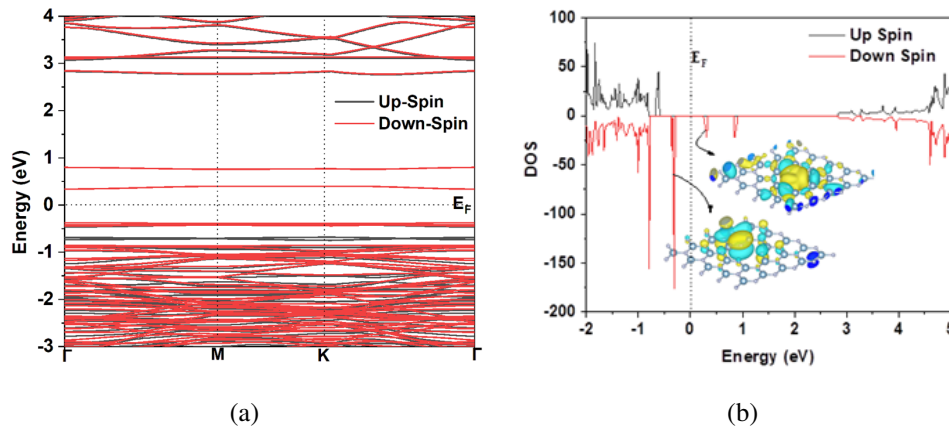 4
3
2
1
0
-1
-2
-3
Energy (eV)
Up-Spin
Down-Spin
E_F
Γ
M
K
Γ
(a)
100
50
0
-50
-100
-150
-200
DOS
E_F
Up Spin
Down Spin
-2
-1
0
1
2
3
4
5
Energy (eV)
(b)